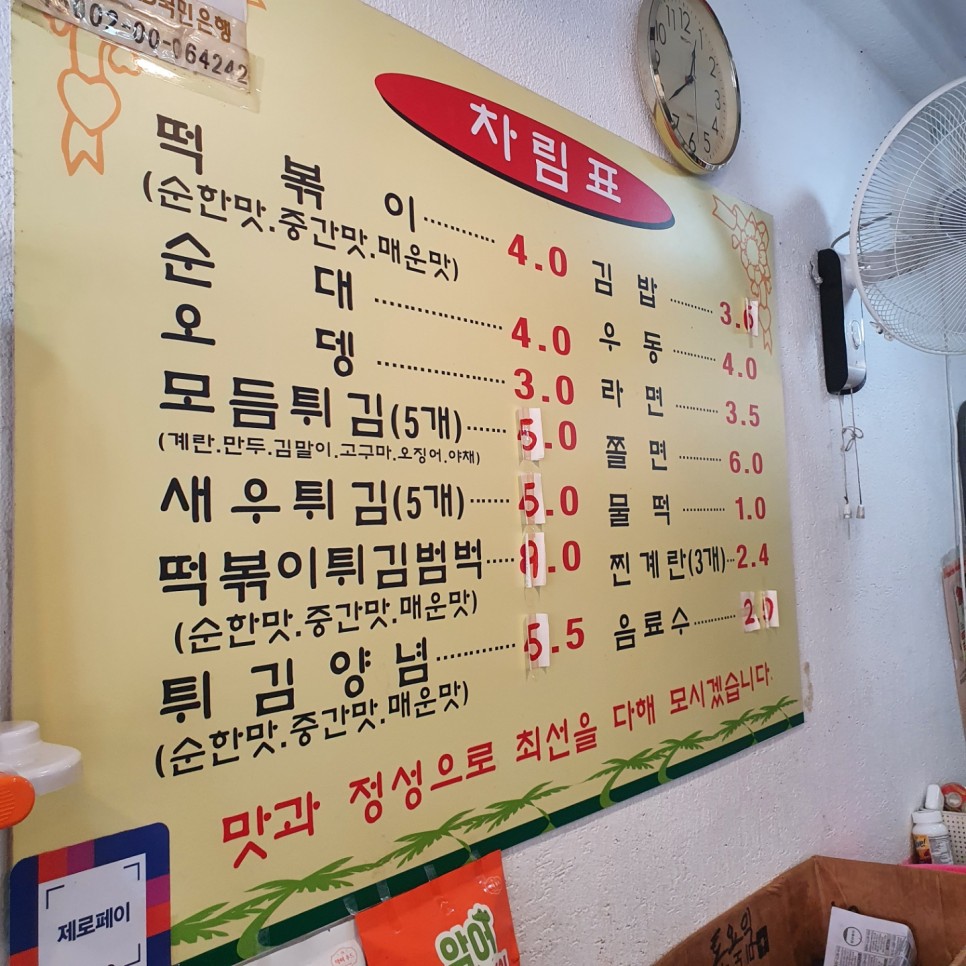 국민은행
002-00-064242
차림표
떡볶이 ........... 4.0
(순한맛.중간맛.매운맛)
순대 ................... 4.0
오뎅 ................... 3.0
모듬튀김(5개) ....... 5.0
(계란.만두.김말이.고구마.오징어.야채)
새우튀김(5개) ....... 5.0
떡볶이튀김범벅
(순한맛.중간맛.매운맛)
튀김양념 .............. 5.5
(순한맛.중간맛.매운맛)
김밥 ...........
우동 ........... 4.0
라면 ........... 3.5
쫄면 ........... 6.0
물떡 ........... 1.0
찐계란(3개) .. 2.4
음료수 ........... 2.0
맛과 정성으로 최선을 다해 모시겠습니다.
제로페이
12
11
1
2
5
6
7